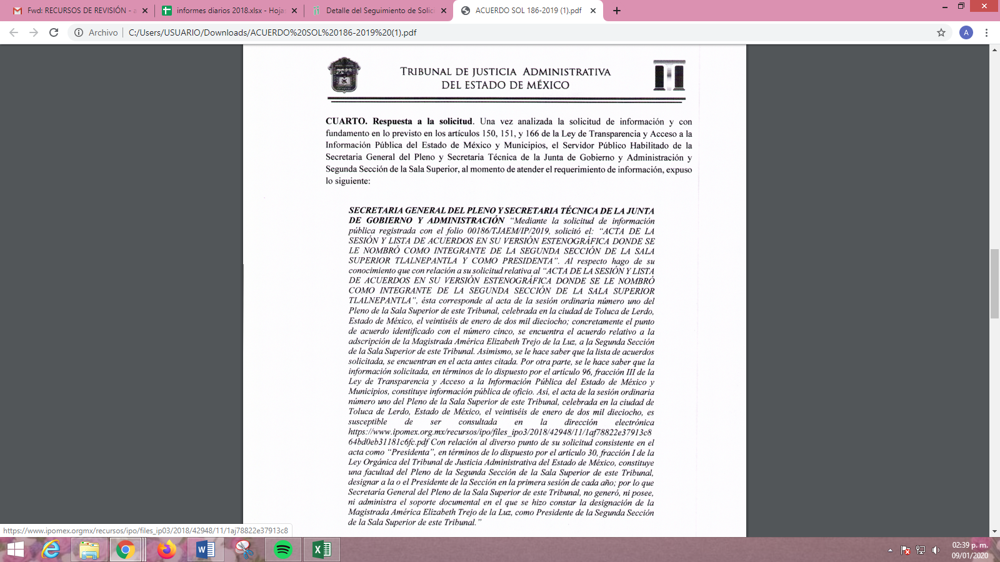 Fwd: RECURSOS DE REVISIÓN - a
informes diarios 2018.xlsx - Hoja
Detalle del Seguimiento de Solici
ACUERDO SOL 186-2019 (1).pdf
Archivo | C:/Users/USUARIO/Downloads/ACUERDO%20SOL%20186-2019%20(1).pdf
A
TRIBUNAL DE JUSTICIA ADMINISTRATIVA
DEL ESTADO DE MÉXICO
CUARTO. Respuesta a la solicitud. Una vez analizada la solicitud de información y con
fundamento en lo previsto en los artículos 150, 151, y 166 de la Ley de Transparencia y Acceso a la
Información Pública del Estado de México y Municipios, el Servidor Público Habilitado de la
Secretaria General del Pleno y Secretaria Técnica de la Junta de Gobierno y Administración y
Segunda Sección de la Sala Superior, al momento de atender el requerimiento de información, expuso
lo siguiente:
SECRETARIA GENERAL DEL PLENO Y SECRETARIA TÉCNICA DE LA JUNTA
DE GOBIERNO Y ADMINISTRACIÓN “Mediante la solicitud de información
pública registrada con el folio 00186/TJAEM/IP/2019, solicitó el: “ACTA DE LA
SESIÓN Y LISTA DE ACUERDOS EN SU VERSIÓN ESTENOGRÁFICA DONDE SE
LE NOMBRÓ COMO INTEGRANTE DE LA SEGUNDA SECCIÓN DE LA SALA
SUPERIOR TLALNEPANTLA Y COMO PRESIDENTA”. Al respecto hago de su
conocimiento que con relación a su solicitud relativa al “ACTA DE LA SESIÓN Y LISTA
DE ACUERDOS EN SU VERSIÓN ESTENOGRÁFICA DONDE SE LE NOMBRÓ
COMO INTEGRANTE DE LA SEGUNDA SECCIÓN DE LA SALA SUPERIOR
TLALNEPANTLA”, ésta corresponde al acta de la sesión ordinaria número uno del
Pleno de la Sala Superior de este Tribunal, celebrada en la ciudad de Toluca de Lerdo,
Estado de México, el veintiséis de enero de dos mil dieciocho; concretamente el punto
de acuerdo identificado con el número cinco, se encuentra el acuerdo relativo a la
adscripción de la Magistrada América Elizabeth Trejo de la Luz, a la Segunda Sección
de la Sala Superior de este Tribunal. Asimismo, se le hace saber que la lista de acuerdos
solicitada, se encuentran en el acta antes citada. Por otra parte, se le hace saber que la
información solicitada, en términos de lo dispuesto por el artículo 96, fracción III de la
Ley de Transparencia y Acceso a la Información Pública del Estado de México y
Municipios, constituye información pública de oficio. Así, el acta de la sesión ordinaria
número uno del Pleno de la Sala Superior de este Tribunal, celebrada en la ciudad de
Toluca de Lerdo, Estado de México, el veintiséis de enero de dos mil dieciocho, es
susceptible de ser consultada en la dirección electrónica
https://www.ipomex.org.mx/recursos/ipo/files_ipo3/2018/42948/11/1af78822e37913c8
64bd0eb31181c6fc.pdf Con relación al diverso punto de su solicitud consistente en el
acta como “Presidenta”, en términos de lo dispuesto por el artículo 30, fracción I de la
Ley Orgánica del Tribunal de Justicia Administrativa del Estado de México, constituye
una facultad del Pleno de la Segunda Sección de la Sala Superior de este Tribunal,
designar a la o el Presidente de la Sección en la primera sesión de cada año; por lo que
Secretaría General del Pleno de la Sala Superior de este Tribunal, no generó, ni posee,
ni administra el soporte documental en el que se hizo constar la designación de la
Magistrada América Elizabeth Trejo de la Luz, como Presidente de la Segunda Sección
de la Sala Superior de este Tribunal.”
https://www.ipomex.orgmx/recursos/ipo/files_ip03/2018/42948/11/1aj78822e37913c8
02:39 p. m.
09/01/2020